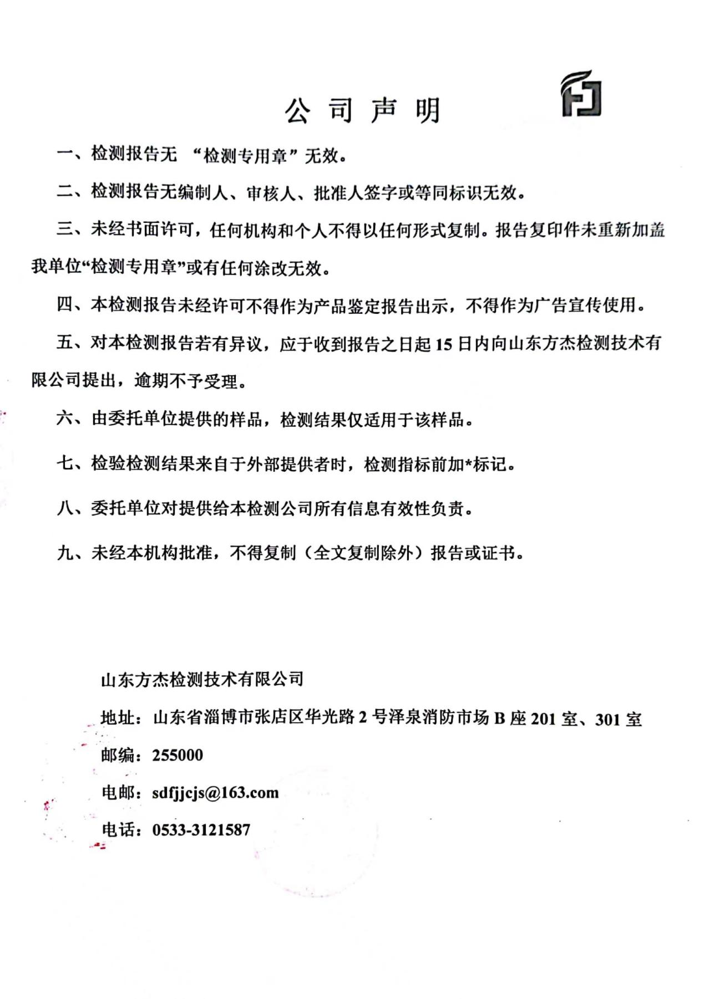 公司声明
一、检测报告无 “检测专用章”无效。
二、检测报告无编制人、审核人、批准人签字或等同标识无效。
三、未经书面许可，任何机构和个人不得以任何形式复制。报告复印件未重新加盖
我单位“检测专用章”或有任何涂改无效。
四、本检测报告未经许可不得作为产品鉴定报告出示，不得作为广告宣传使用。
五、对本检测报告若有异议，应于收到报告之日起 15 日内向山东方杰检测技术有
限公司提出，逾期不予受理。
六、由委托单位提供的样品，检测结果仅适用于该样品。
七、检验检测结果来自于外部提供者时，检测指标前加*标记。
八、委托单位对提供给本检测公司所有信息有效性负责。
九、未经本机构批准，不得复制（全文复制除外）报告或证书。
山东方杰检测技术有限公司
地址：山东省淄博市张店区华光路 2 号泽泉消防市场 B 座 201 室、301 室
邮编：255000
电邮：sdfjjcjs@163.com
电话：0533-3121587